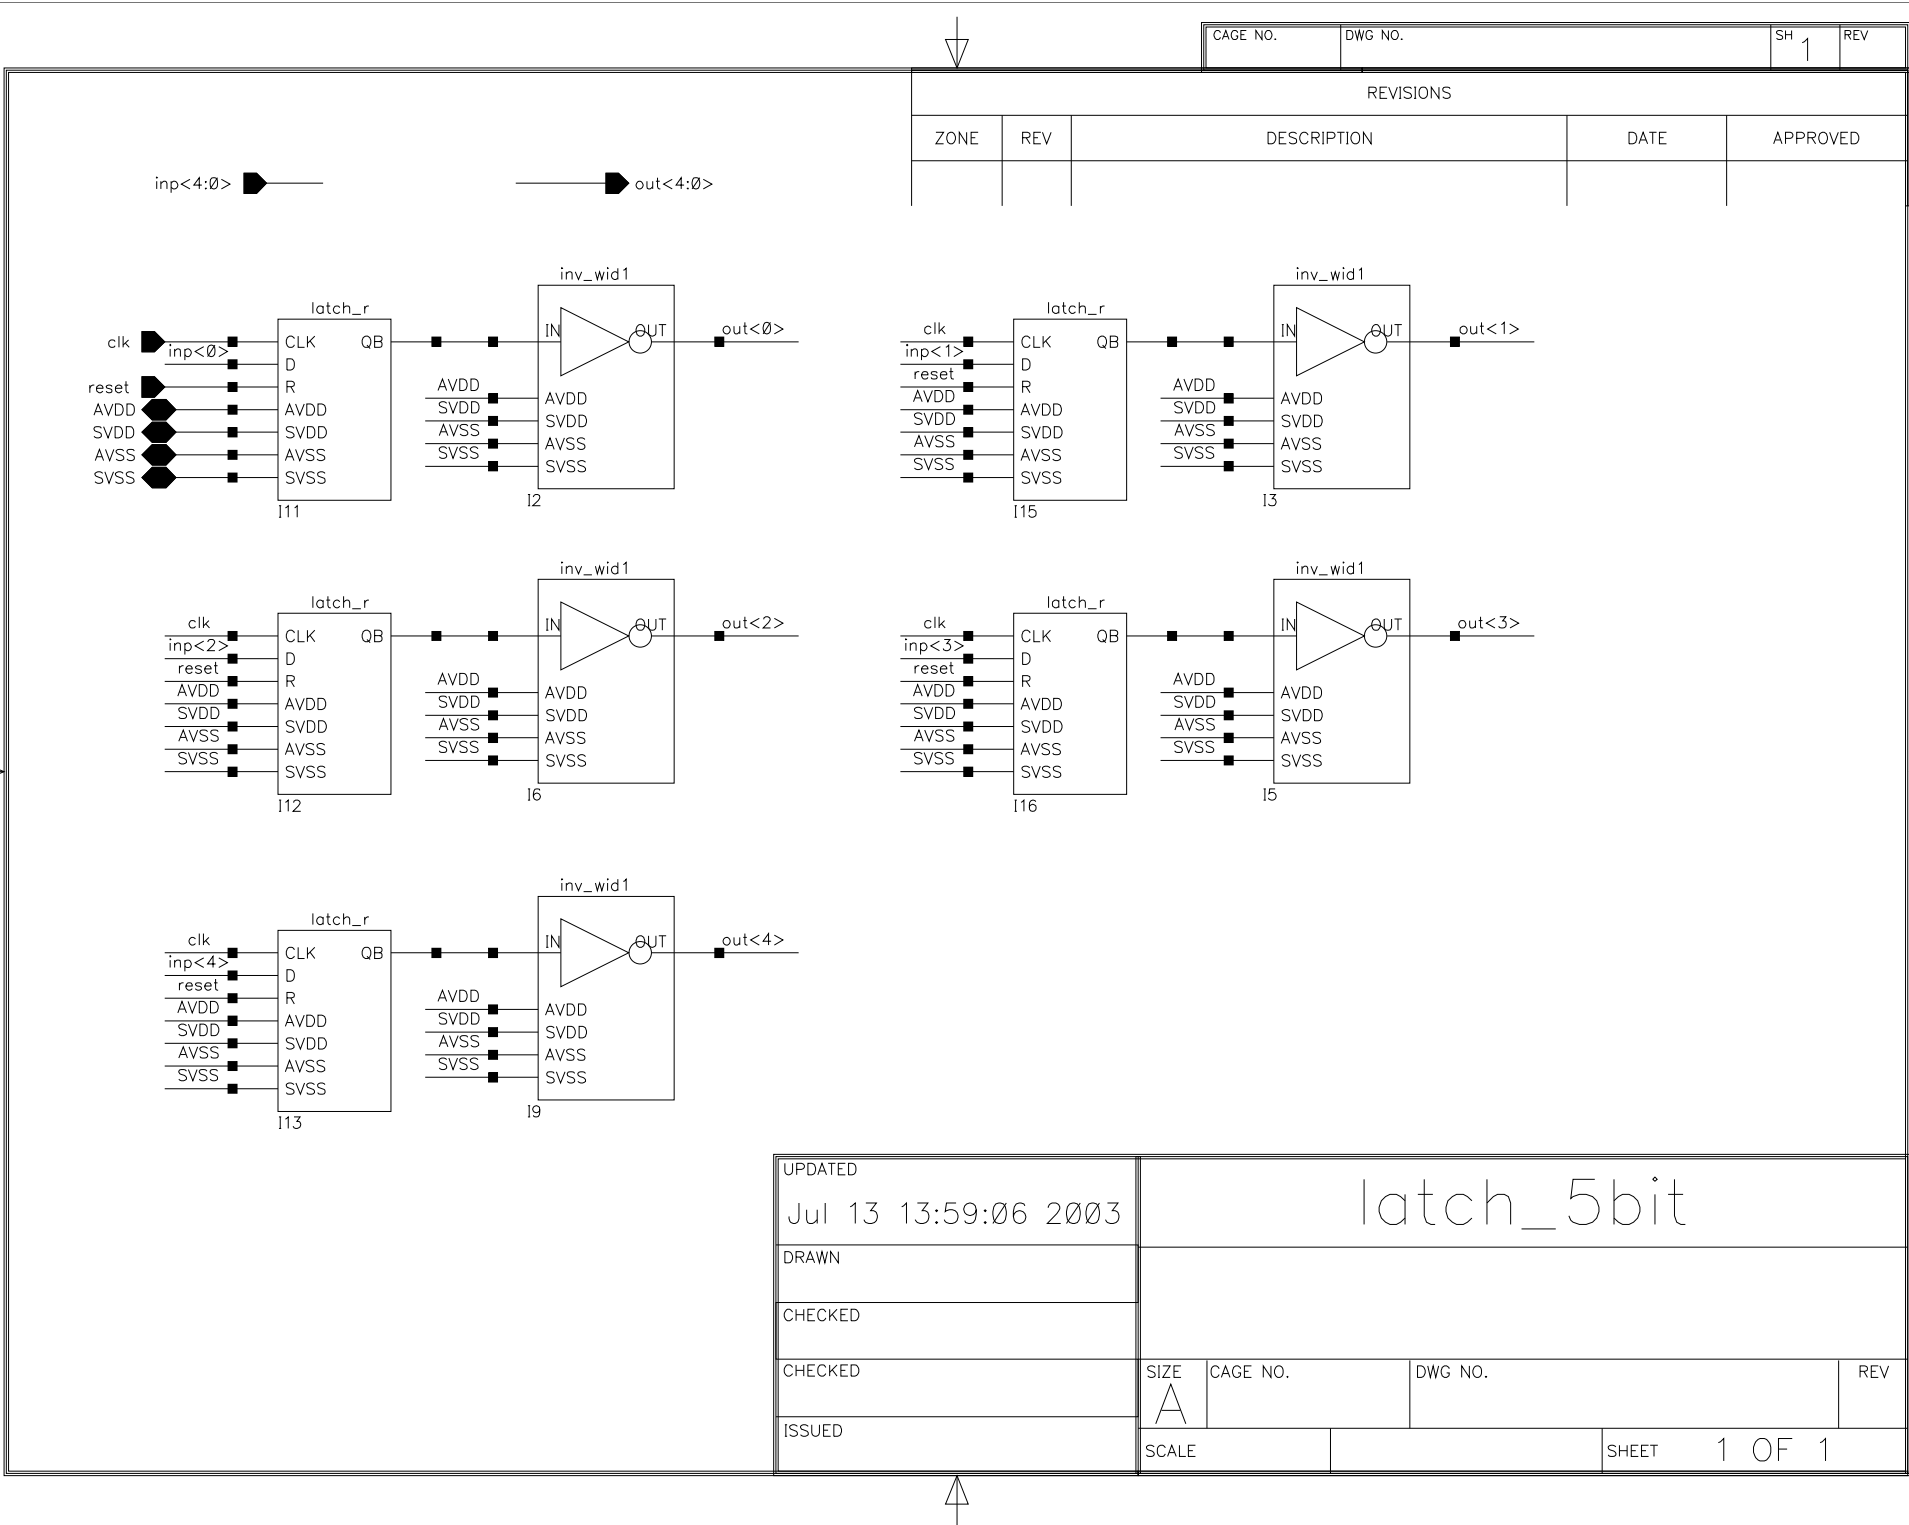 CAGE NO. DWG NO. SH 1 REV
REVISIONS
ZONE REV DESCRIPTION DATE APPROVED
inp<4:0> out<4:0>
latch_r
inv_wid1
clk CLK QB IN OUT out<0>
inp<0> D
reset R
AVDD AVDD AVDD AVDD
SVDD SVDD SVDD SVDD
AVSS AVSS AVSS AVSS
SVSS SVSS SVSS SVSS
I11 I2
latch_r
inv_wid1
clk CLK QB IN OUT out<1>
inp<1> D
reset R
AVDD AVDD AVDD AVDD
SVDD SVDD SVDD SVDD
AVSS AVSS AVSS AVSS
SVSS SVSS SVSS SVSS
I15 I3
latch_r
inv_wid1
clk CLK QB IN OUT out<2>
inp<2> D
reset R
AVDD AVDD AVDD AVDD
SVDD SVDD SVDD SVDD
AVSS AVSS AVSS AVSS
SVSS SVSS SVSS SVSS
I12 I6
latch_r
inv_wid1
clk CLK QB IN OUT out<3>
inp<3> D
reset R
AVDD AVDD AVDD AVDD
SVDD SVDD SVDD SVDD
AVSS AVSS AVSS AVSS
SVSS SVSS SVSS SVSS
I16 I5
latch_r
inv_wid1
clk CLK QB IN OUT out<4>
inp<4> D
reset R
AVDD AVDD AVDD AVDD
SVDD SVDD SVDD SVDD
AVSS AVSS AVSS AVSS
SVSS SVSS SVSS SVSS
I13 I9
UPDATED
Jul 13 13:59:06 2003
DRAWN
CHECKED
CHECKED
ISSUED
latch_5bit
SIZE A CAGE NO. DWG NO. REV
SCALE SHEET 1 OF 1